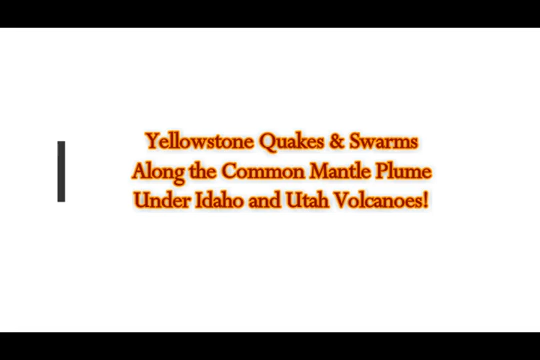 Yellowstone Quakes & Swarms
Along the Common Mantle Plume
Under Idaho and Utah Volcanoes!